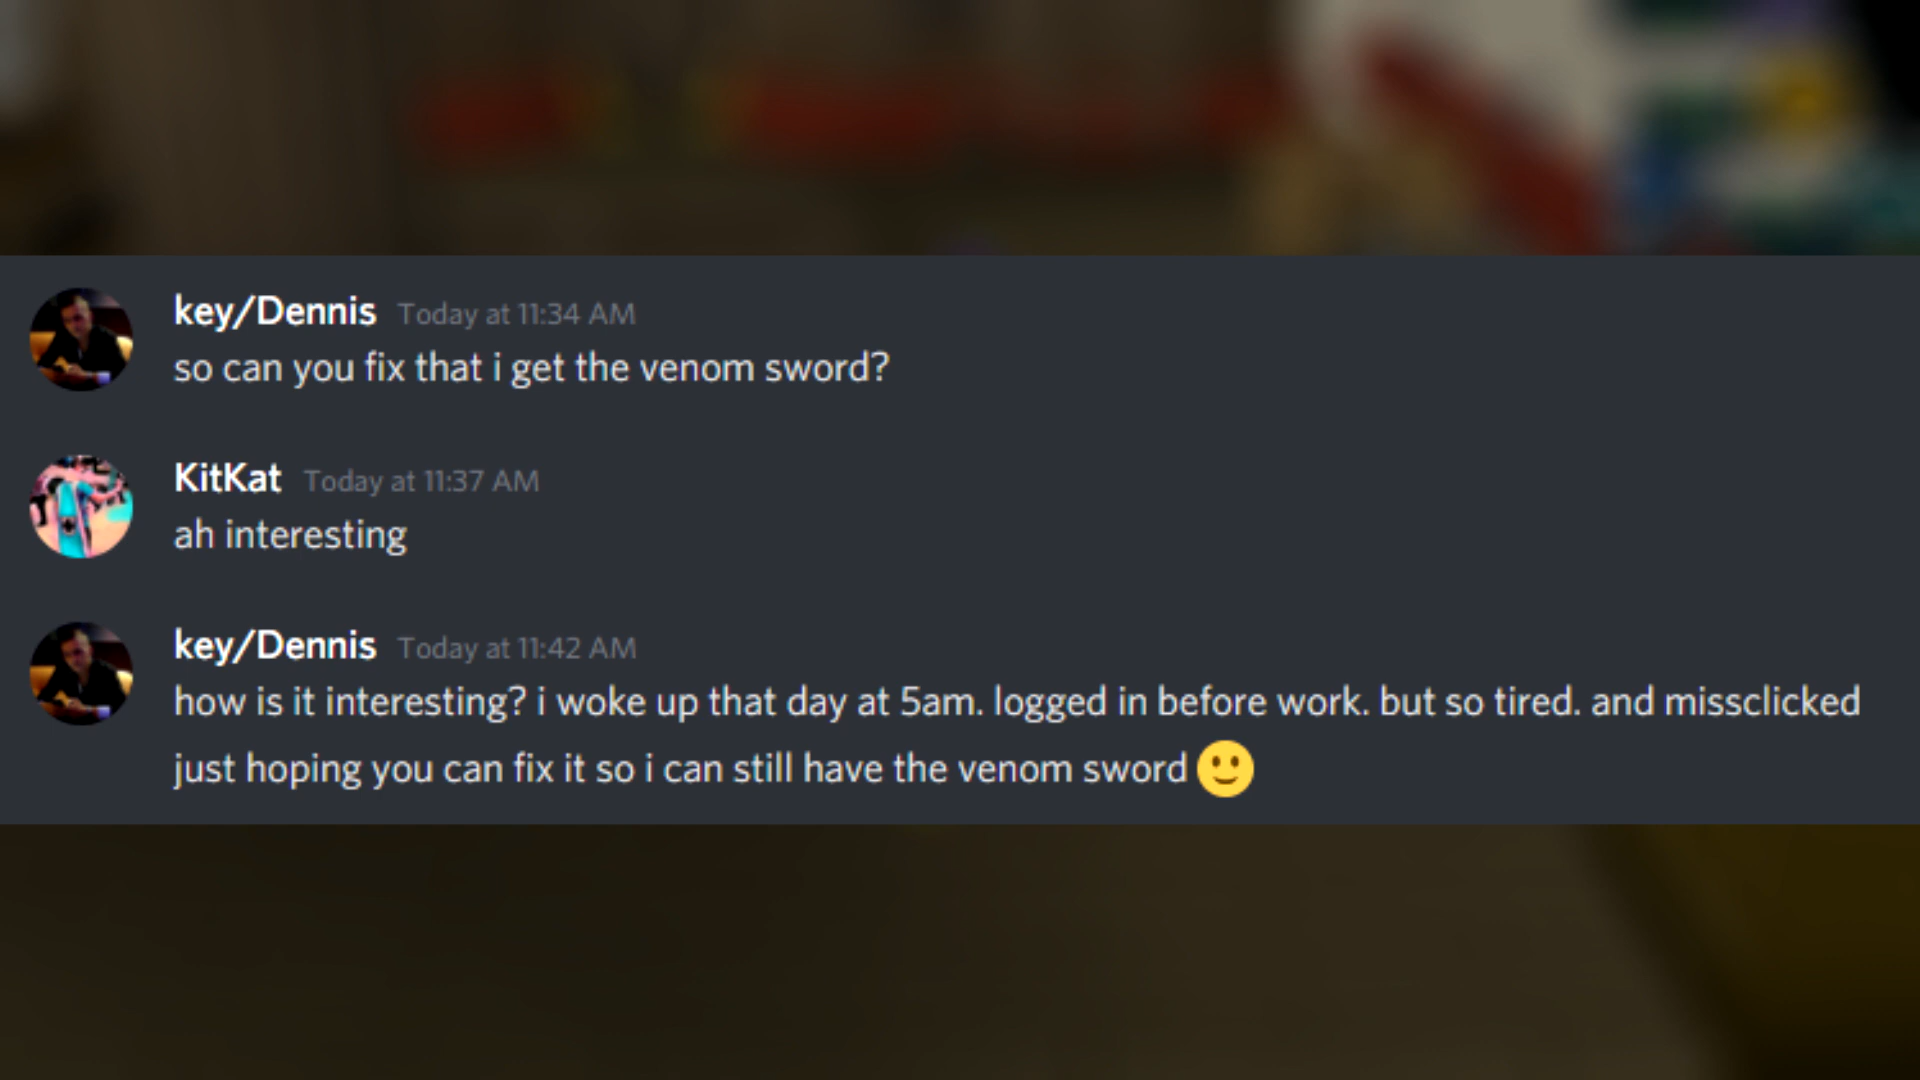 key/Dennis Today at 11:34 AM
so can you fix that i get the venom sword?
KitKat Today at 11:37 AM
ah interesting
key/Dennis Today at 11:42 AM
how is it interesting? i woke up that day at 5am. logged in before work. but so tired. and missclicked
just hoping you can fix it so i can still have the venom sword 🙂